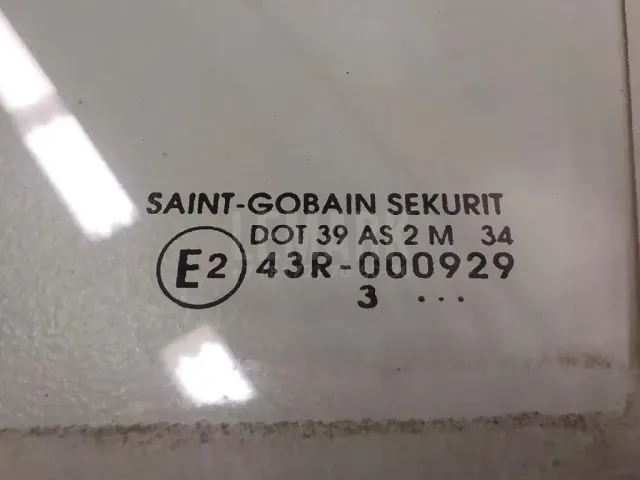 SAINT-GOBAIN SEKURIT
DOT 39 AS 2 M 34
E2 43R-000929
3 ...